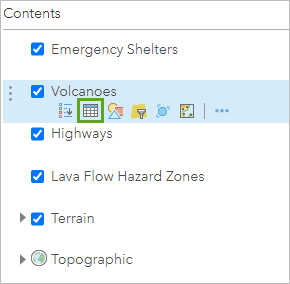 Contents
Emergency Shelters
Volcanoes
Highways
Lava Flow Hazard Zones
Terrain
Topographic